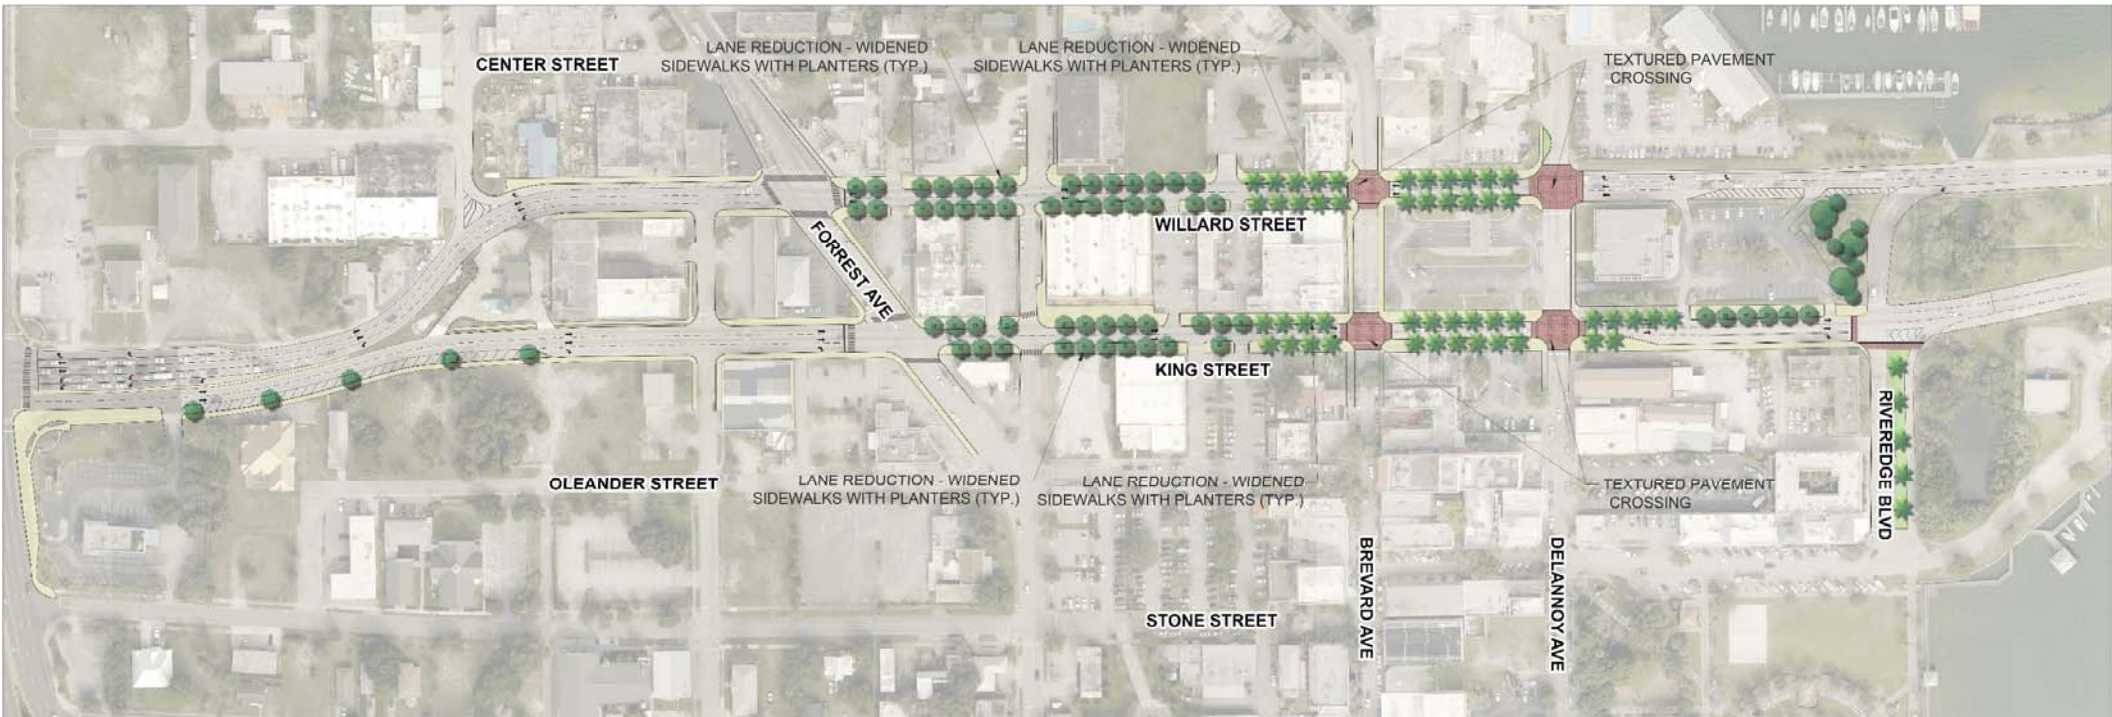 CENTER STREET
LANE REDUCTION - WIDENED
SIDEWALKS WITH PLANTERS (TYP.)
LANE REDUCTION - WIDENED
SIDEWALKS WITH PLANTERS (TYP.)
TEXTURED PAVEMENT
CROSSING
WILLARD STREET
FORREST AVE
KING STREET
RIVEREDGE BLVD
OLEANDER STREET
LANE REDUCTION - WIDENED
SIDEWALKS WITH PLANTERS (TYP.)
LANE REDUCTION - WIDENED
SIDEWALKS WITH PLANTERS (TYP.)
TEXTURED PAVEMENT
CROSSING
BREVARD AVE
DELANNOY AVE
STONE STREET